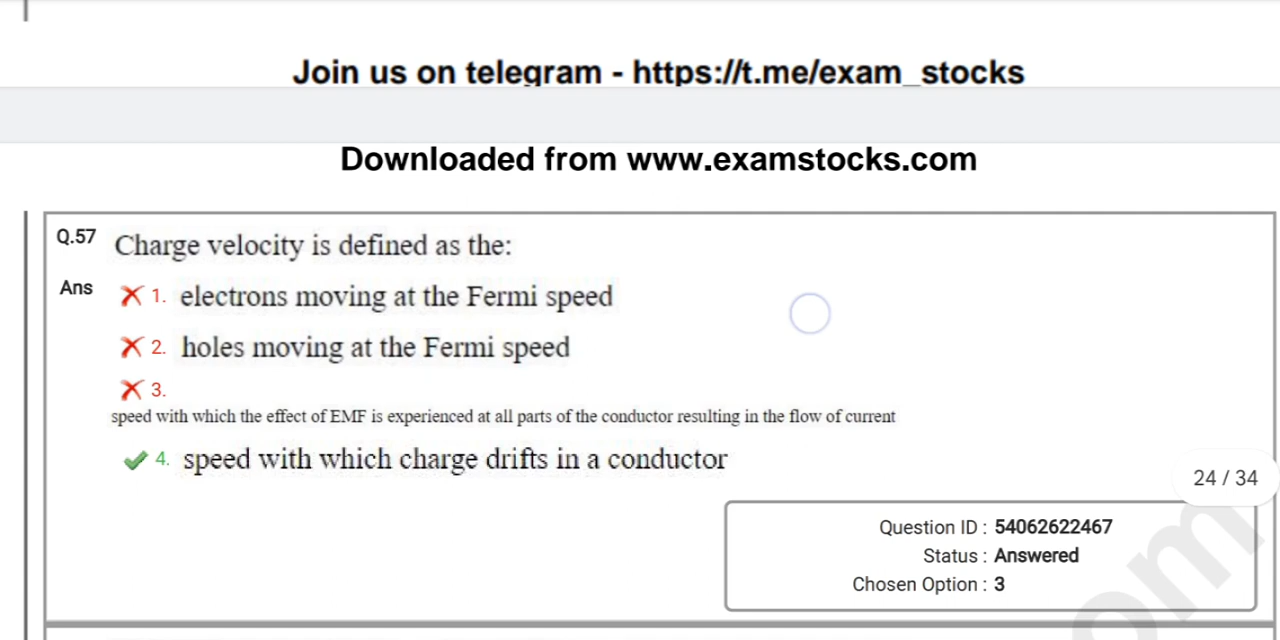 Join us on telegram - https://t.me/exam_stocks
Downloaded from www.examstocks.com
Q.57 Charge velocity is defined as the:
Ans 1. electrons moving at the Fermi speed
2. holes moving at the Fermi speed
3.
speed with which the effect of EMF is experienced at all parts of the conductor resulting in the flow of current
4. speed with which charge drifts in a conductor
24 / 34
Question ID : 54062622467
Status : Answered
Chosen Option : 3
om